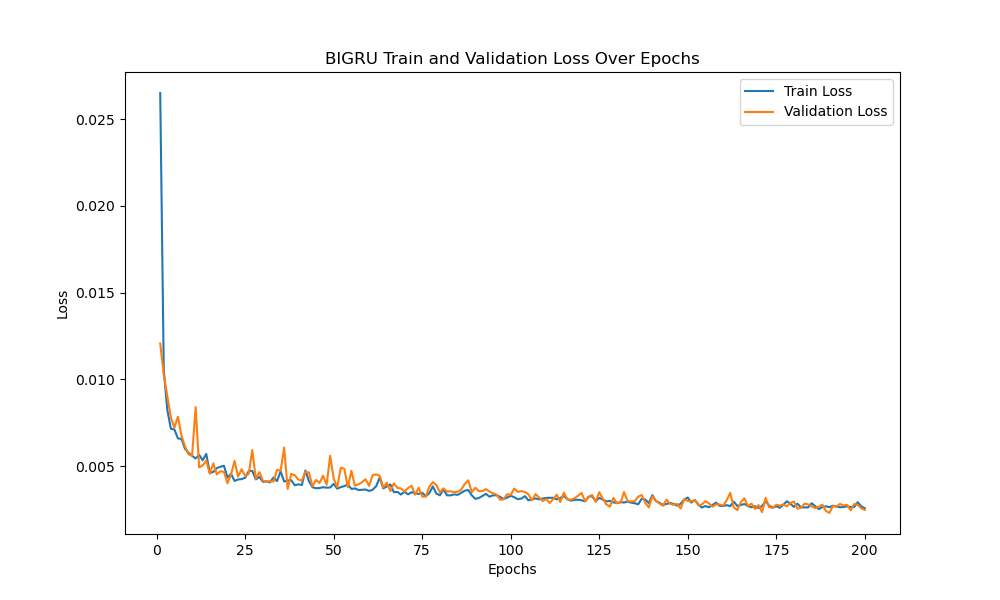 BIGRU Train and Validation Loss Over Epochs
Train Loss
Validation Loss
0.025
0.020
0.015
0.010
0.005
Loss
0 25 50 75 100 125 150 175 200
Epochs